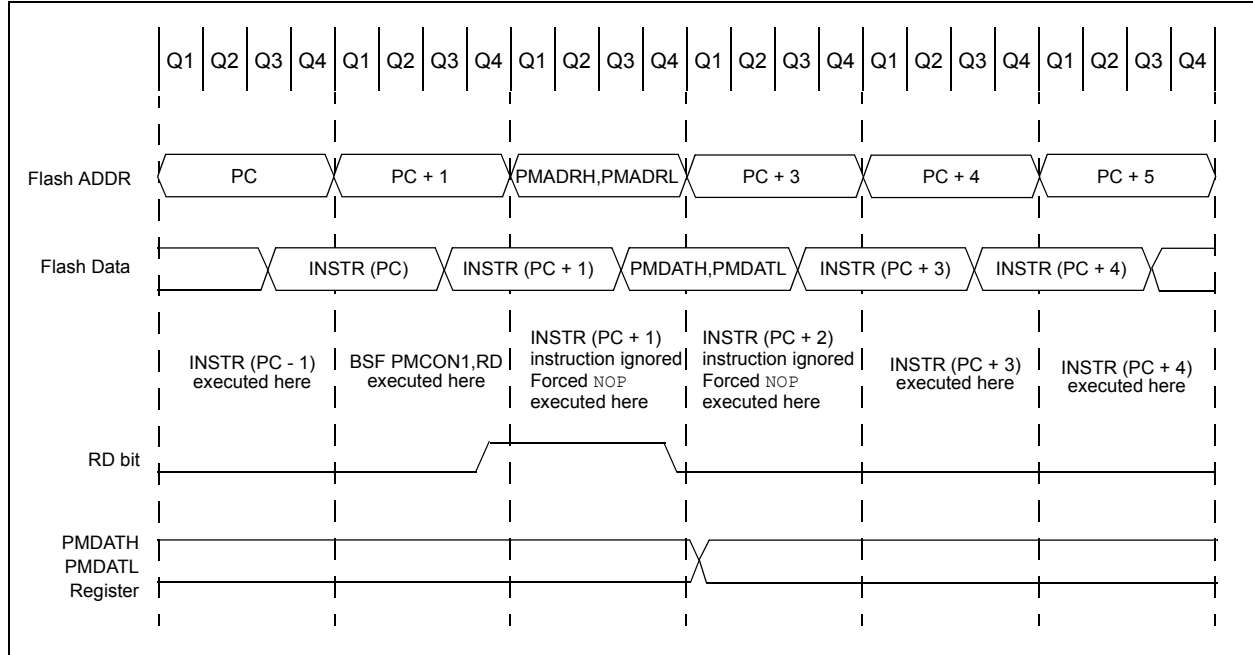 Q1 Q2 Q3 Q4 Q1 Q2 Q3 Q4 Q1 Q2 Q3 Q4 Q1 Q2 Q3 Q4 Q1 Q2 Q3 Q4 Q1 Q2 Q3 Q4
Flash ADDR PC PC + 1 PMADRH,PMADRL PC + 3 PC + 4 PC + 5
Flash Data INSTR (PC) INSTR (PC + 1) PMDATH,PMDATL INSTR (PC + 3) INSTR (PC + 4)
INSTR (PC - 1)
executed here
BSF PMCON1,RD
executed here
INSTR (PC + 1)
instruction ignored
Forced NOP
executed here
INSTR (PC + 2)
instruction ignored
Forced NOP
executed here
INSTR (PC + 3)
executed here
INSTR (PC + 4)
executed here
RD bit
PMDATH
PMDATL
Register